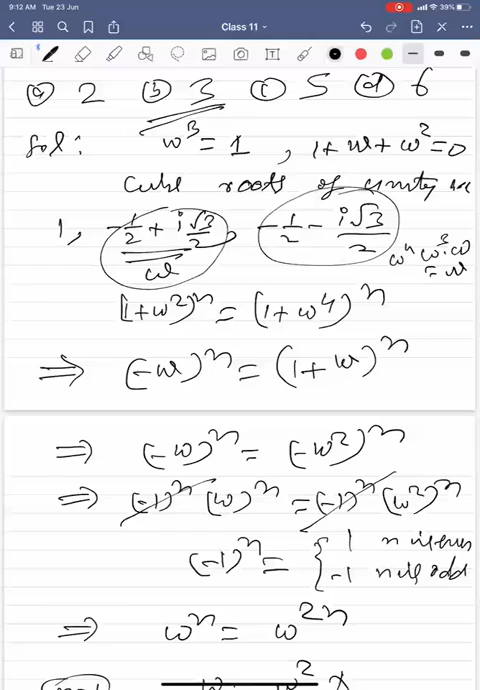 9:12 AM Tue 23 Jun
39%
Class 11
(a) 2 (b) 3 (c) 5 (d) 6
Sol: ω³ = 1 , 1+ω+ω² = 0
Cube roots of unity are
1, -1/2 + i√3/2 , -1/2 - i√3/2
ω
ω⁴ = ω³·ω
= ω
(1+ω²)ⁿ = (1+ω⁴)ⁿ
⇒ (-ω)ⁿ = (1+ω)ⁿ
⇒ (-ω)ⁿ = (-ω²)ⁿ
⇒ (-1)ⁿ (ω)ⁿ = (-1)ⁿ (ω²)ⁿ
(-1)ⁿ = { 1 n is even
-1 n is odd
⇒ ωⁿ = ω²ⁿ